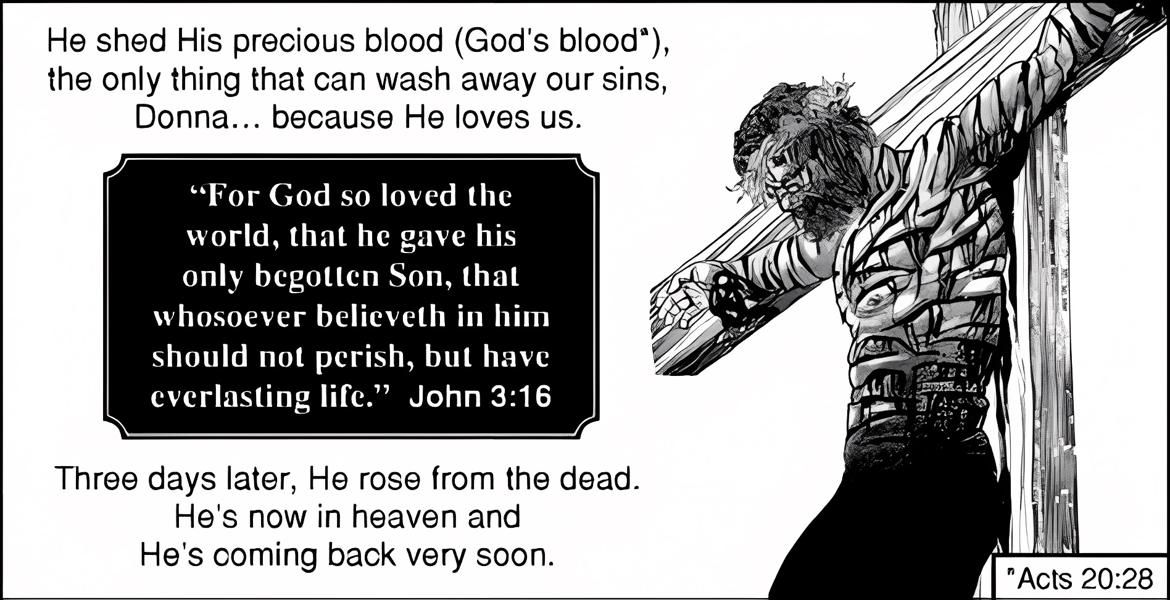 He shed His precious blood (God's blood*),
the only thing that can wash away our sins,
Donna... because He loves us.
“For God so loved the
world, that he gave his
only begotten Son, that
whosoever believeth in him
should not perish, but have
everlasting life.” John 3:16
Three days later, He rose from the dead.
He's now in heaven and
He's coming back very soon.
*Acts 20:28